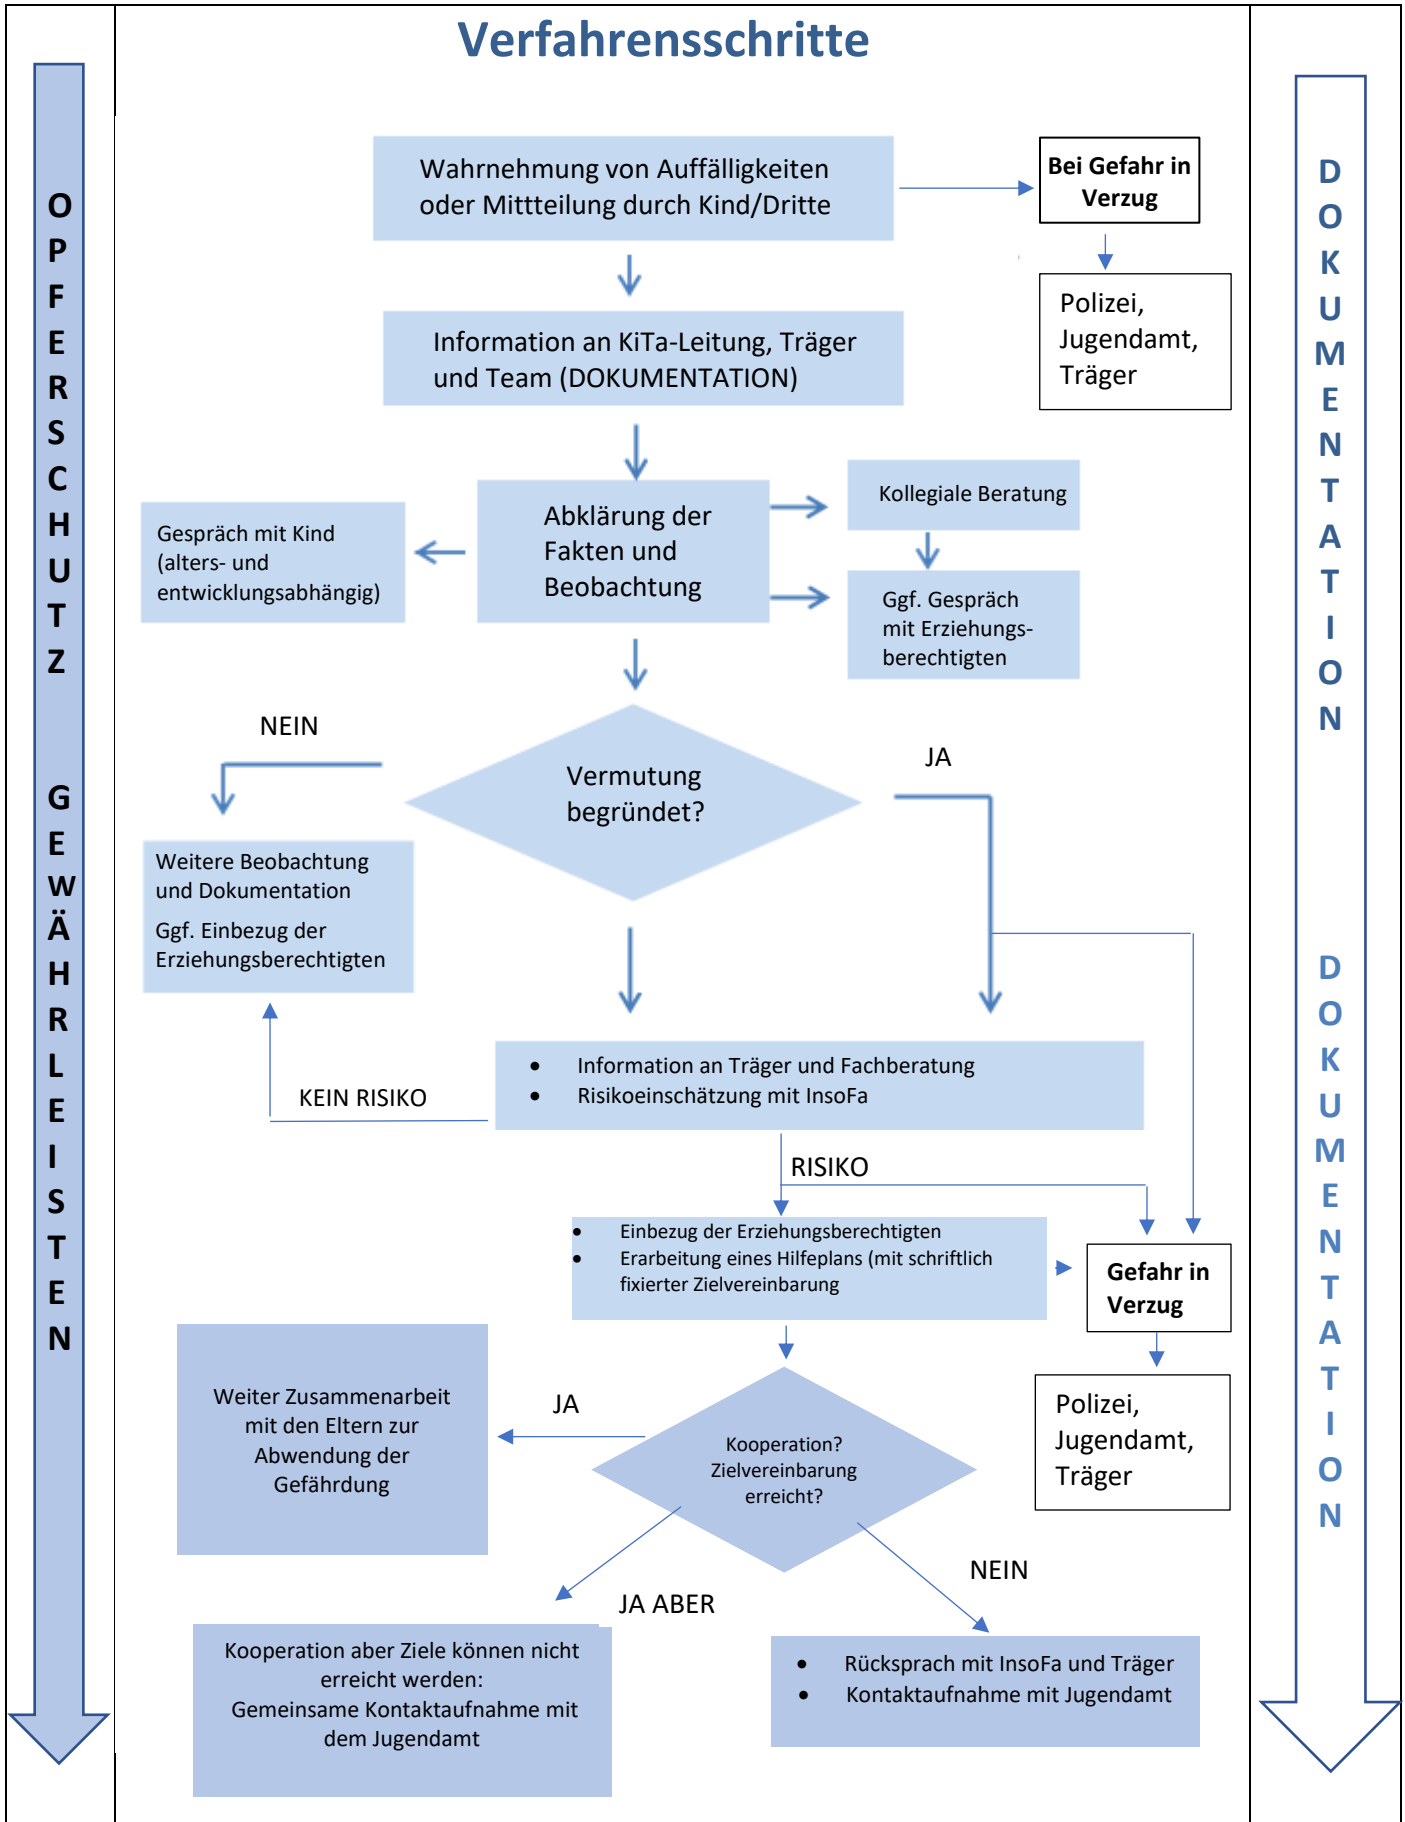 Verfahrensschritte
OPFERSCHUTZ GEWÄHRLEISTEN
Wahrnehmung von Auffälligkeiten
oder Mittteilung durch Kind/Dritte
Bei Gefahr in
Verzug
Polizei,
Jugendamt,
Träger
Information an KiTa-Leitung, Träger
und Team (DOKUMENTATION)
Abklärung der
Fakten und
Beobachtung
Gespräch mit Kind
(alters- und
entwicklungsabhängig)
Kollegiale Beratung
Ggf. Gespräch
mit Erziehungs-
berechtigten
NEIN
Vermutung
begründet?
JA
Weitere Beobachtung
und Dokumentation
Ggf. Einbezug der
Erziehungsberechtigten
• Information an Träger und Fachberatung
• Risikoeinschätzung mit InsoFa
KEIN RISIKO
RISIKO
• Einbezug der Erziehungsberechtigten
• Erarbeitung eines Hilfeplans (mit schriftlich
fixierter Zielvereinbarung
Gefahr in
Verzug
Polizei,
Jugendamt,
Träger
Kooperation?
Zielvereinbarung
erreicht?
JA
Weiter Zusammenarbeit
mit den Eltern zur
Abwendung der
Gefährdung
JA ABER
Kooperation aber Ziele können nicht
erreicht werden:
Gemeinsame Kontaktaufnahme mit
dem Jugendamt
NEIN
• Rücksprach mit InsoFa und Träger
• Kontaktaufnahme mit Jugendamt
DOKUMENTATION
DOKUMENTATION